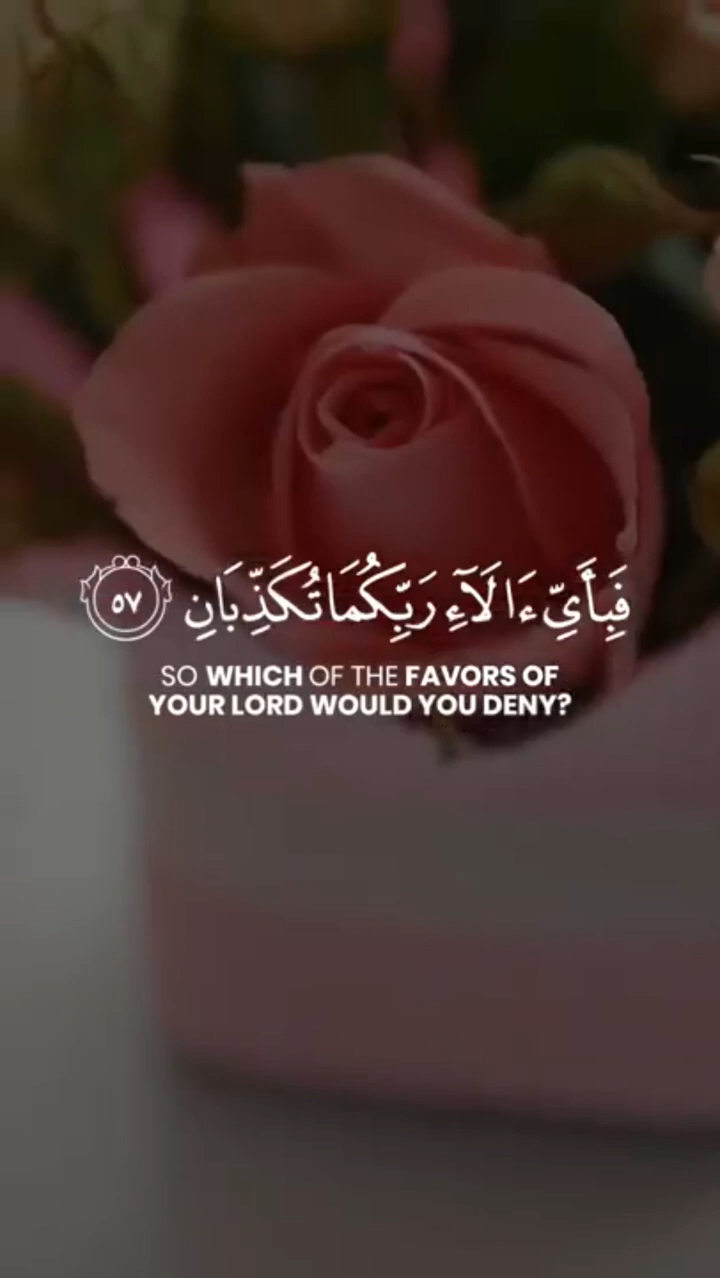 فَبِأَيِّ ءَالَآءِ رَبِّكُمَا تُكَذِّبَانِ ٥٧
SO WHICH OF THE FAVORS OF
YOUR LORD WOULD YOU DENY?